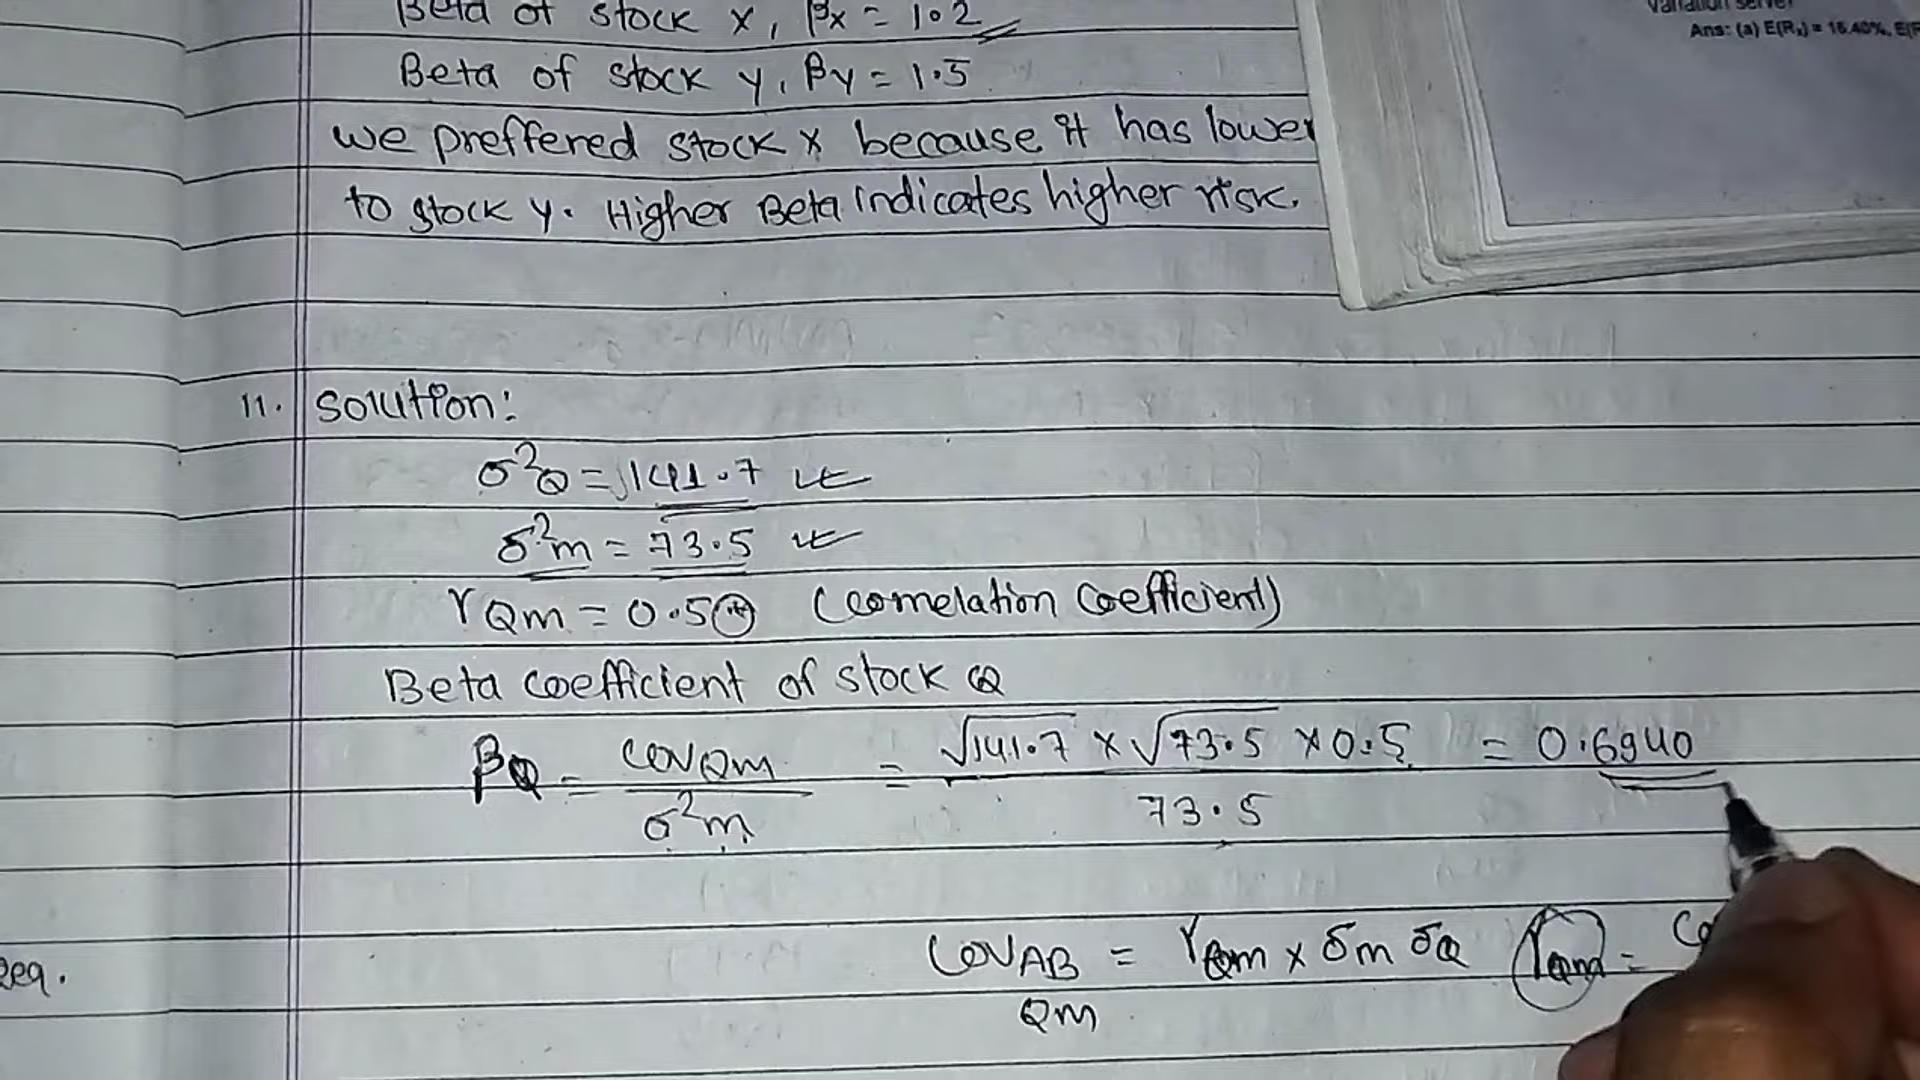 Beta of stock x, βx = 1.2
Beta of stock y, βy = 1.5
we preffered stock x because it has lower
to stock y. Higher Beta indicates higher risk.
Ans: (a) E(Rₓ) = 16.40%, E(R
11. Solution:
σ²Q = 141.7
σ²m = 73.5
rQm = 0.5 (correlation coefficient)
Beta coefficient of stock Q
βQ = covQm / σ²m = √141.7 × √73.5 × 0.5 / 73.5 = 0.6940
CovAB = rQm × σm σQ rQm = Co
Qm